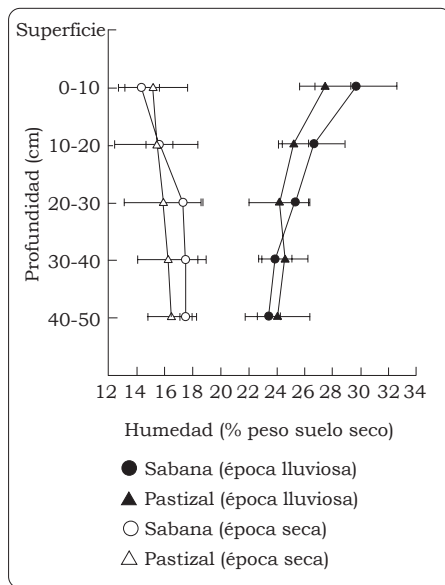 Superficie
0-10
10-20
20-30
30-40
40-50
Profundidad (cm)
12 14 16 18 20 22 24 26 28 30 32 34
Humedad (% peso suelo seco)
Sabana (época lluviosa)
Pastizal (época lluviosa)
Sabana (época seca)
Pastizal (época seca)